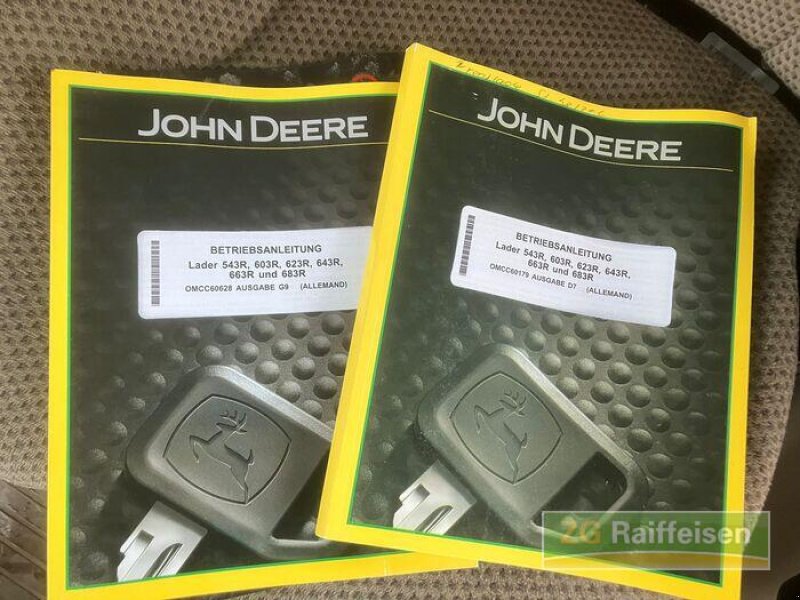 JOHN DEERE
BETRIEBSANLEITUNG
Lader 543R, 603R, 623R, 643R,
663R und 683R
OMCC60628 AUSGABE G9 (ALLEMAND)
JOHN DEERE
BETRIEBSANLEITUNG
Lader 543R, 603R, 623R, 643R,
663R und 683R
OMCC60179 AUSGABE D7 (ALLEMAND)
ZG Raiffeisen